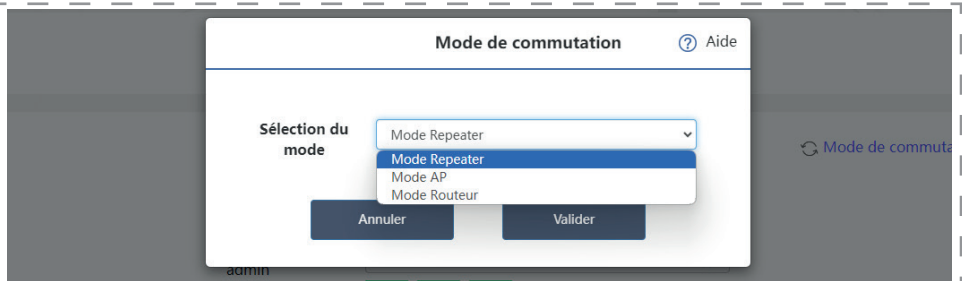 Mode de commutation
Aide
Sélection du
mode
Mode Repeater
Mode Repeater
Mode AP
Mode Routeur
Mode de commuta
Annuler
Valider
admin